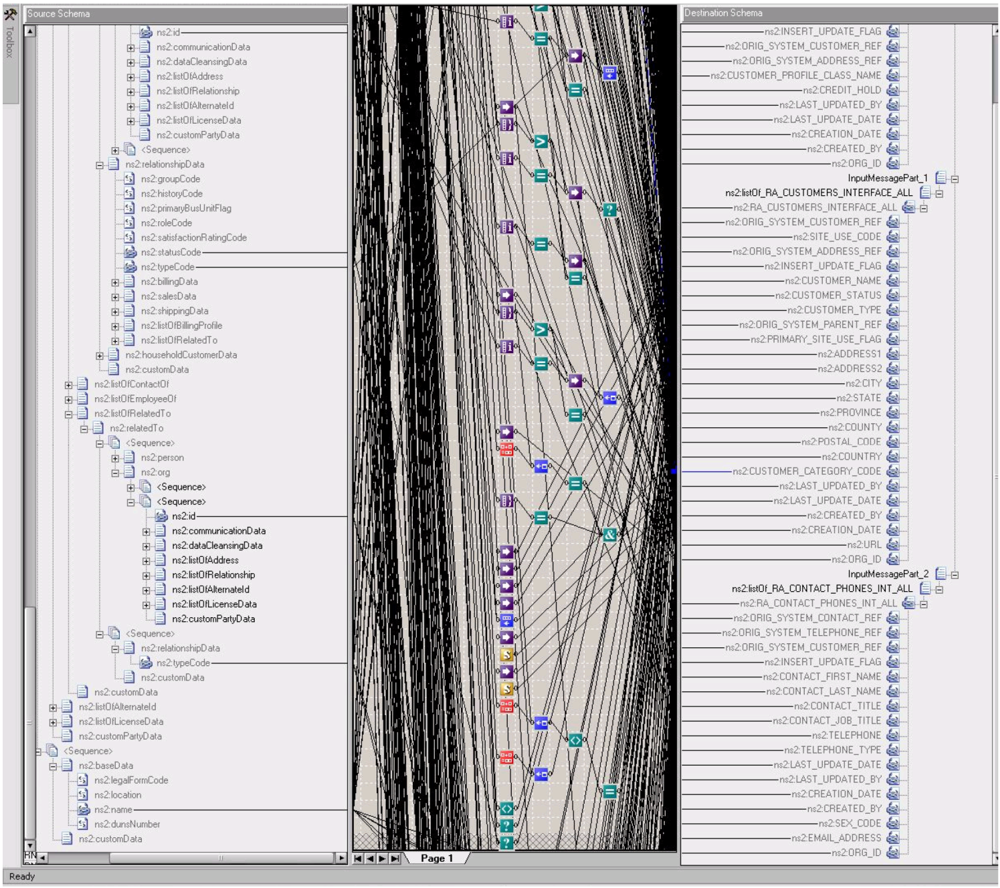 Toolbox
Source Schema
ns2:id
ns2:communicationData
ns2:dataCleansingData
ns2:listOfAddress
ns2:listOfRelationship
ns2:listOfAlternateId
ns2:listOfLicenseData
ns2:customPartyData
<Sequence>
ns2:relationshipData
ns2:groupCode
ns2:historyCode
ns2:primaryBusUnitFlag
ns2:roleCode
ns2:satisfactionRatingCode
ns2:statusCode
ns2:typeCode
ns2:billingData
ns2:salesData
ns2:shippingData
ns2:listOfBillingProfile
ns2:listOfRelatedTo
ns2:householdCustomerData
ns2:customData
ns2:listOfContactOf
ns2:listOfEmployeeOf
ns2:listOfRelatedTo
ns2:relatedTo
<Sequence>
ns2:person
ns2:org
<Sequence>
<Sequence>
ns2:id
ns2:communicationData
ns2:dataCleansingData
ns2:listOfAddress
ns2:listOfRelationship
ns2:listOfAlternateId
ns2:listOfLicenseData
ns2:customPartyData
<Sequence>
ns2:relationshipData
ns2:typeCode
ns2:customData
ns2:customData
ns2:listOfAlternateId
ns2:listOfLicenseData
ns2:customPartyData
<Sequence>
ns2:baseData
ns2:legalFormCode
ns2:location
ns2:name
ns2:dunsNumber
ns2:customData
Page 1
Destination Schema
ns2:INSERT_UPDATE_FLAG
ns2:ORIG_SYSTEM_CUSTOMER_REF
ns2:ORIG_SYSTEM_ADDRESS_REF
ns2:CUSTOMER_PROFILE_CLASS_NAME
ns2:CREDIT_HOLD
ns2:LAST_UPDATED_BY
ns2:LAST_UPDATE_DATE
ns2:CREATION_DATE
ns2:CREATED_BY
ns2:ORG_ID
InputMessagePart_1
ns2:listOf_RA_CUSTOMERS_INTERFACE_ALL
ns2:RA_CUSTOMERS_INTERFACE_ALL
ns2:ORIG_SYSTEM_CUSTOMER_REF
ns2:SITE_USE_CODE
ns2:ORIG_SYSTEM_ADDRESS_REF
ns2:INSERT_UPDATE_FLAG
ns2:CUSTOMER_NAME
ns2:CUSTOMER_STATUS
ns2:CUSTOMER_TYPE
ns2:ORIG_SYSTEM_PARENT_REF
ns2:PRIMARY_SITE_USE_FLAG
ns2:ADDRESS1
ns2:ADDRESS2
ns2:CITY
ns2:STATE
ns2:PROVINCE
ns2:COUNTY
ns2:POSTAL_CODE
ns2:COUNTRY
ns2:CUSTOMER_CATEGORY_CODE
ns2:LAST_UPDATED_BY
ns2:LAST_UPDATE_DATE
ns2:CREATED_BY
ns2:CREATION_DATE
ns2:URL
ns2:ORG_ID
InputMessagePart_2
ns2:listOf_RA_CONTACT_PHONES_INT_ALL
ns2:RA_CONTACT_PHONES_INT_ALL
ns2:ORIG_SYSTEM_CONTACT_REF
ns2:ORIG_SYSTEM_TELEPHONE_REF
ns2:ORIG_SYSTEM_CUSTOMER_REF
ns2:INSERT_UPDATE_FLAG
ns2:CONTACT_FIRST_NAME
ns2:CONTACT_LAST_NAME
ns2:CONTACT_TITLE
ns2:CONTACT_JOB_TITLE
ns2:TELEPHONE
ns2:TELEPHONE_TYPE
ns2:LAST_UPDATE_DATE
ns2:LAST_UPDATED_BY
ns2:CREATION_DATE
ns2:CREATED_BY
ns2:SEX_CODE
ns2:EMAIL_ADDRESS
ns2:ORG_ID
Ready